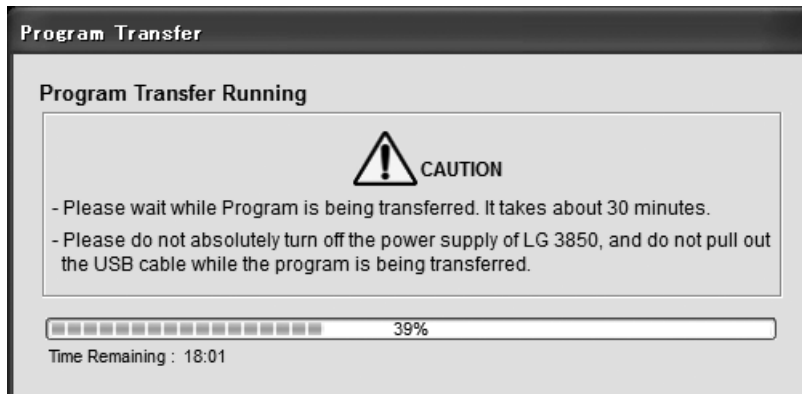 Program Transfer
Program Transfer Running
CAUTION
- Please wait while Program is being transferred. It takes about 30 minutes.
- Please do not absolutely turn off the power supply of LG 3850, and do not pull out
the USB cable while the program is being transferred.
39%
Time Remaining : 18:01